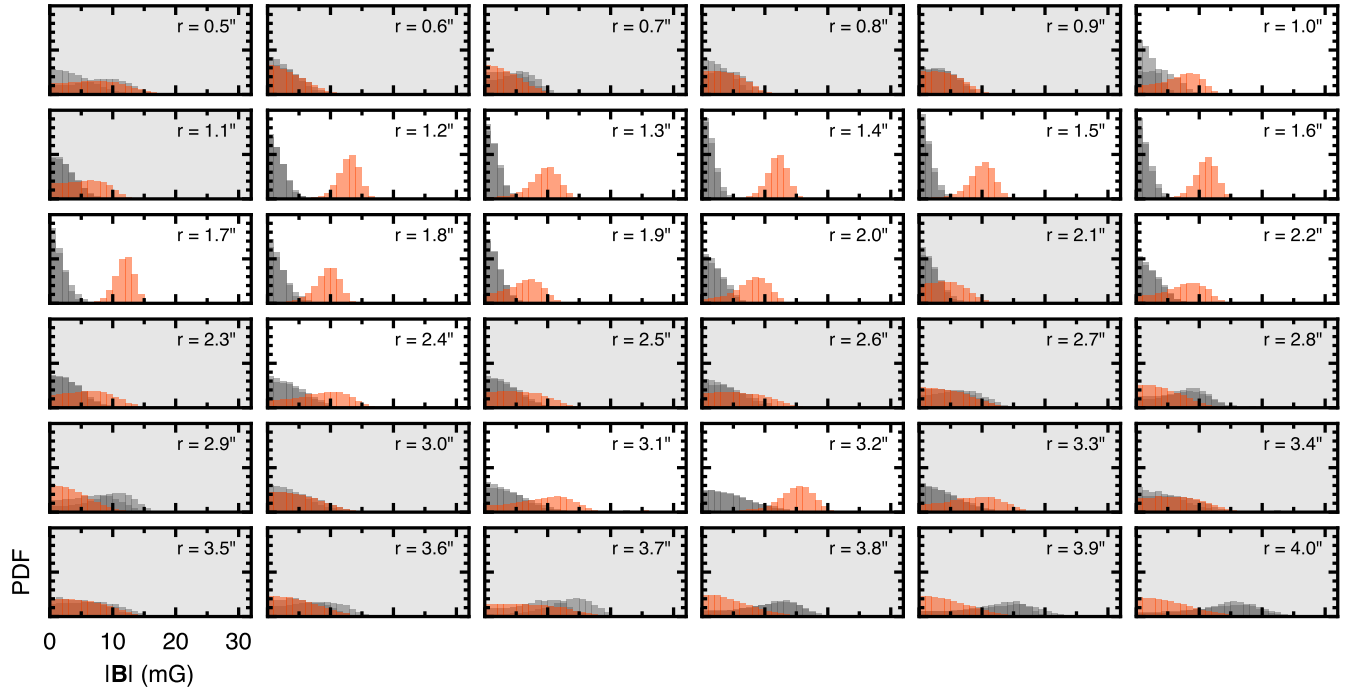 r = 0.5" r = 0.6" r = 0.7" r = 0.8" r = 0.9" r = 1.0"
r = 1.1" r = 1.2" r = 1.3" r = 1.4" r = 1.5" r = 1.6"
r = 1.7" r = 1.8" r = 1.9" r = 2.0" r = 2.1" r = 2.2"
r = 2.3" r = 2.4" r = 2.5" r = 2.6" r = 2.7" r = 2.8"
r = 2.9" r = 3.0" r = 3.1" r = 3.2" r = 3.3" r = 3.4"
r = 3.5" r = 3.6" r = 3.7" r = 3.8" r = 3.9" r = 4.0"
PDF
0 10 20 30
|B| (mG)